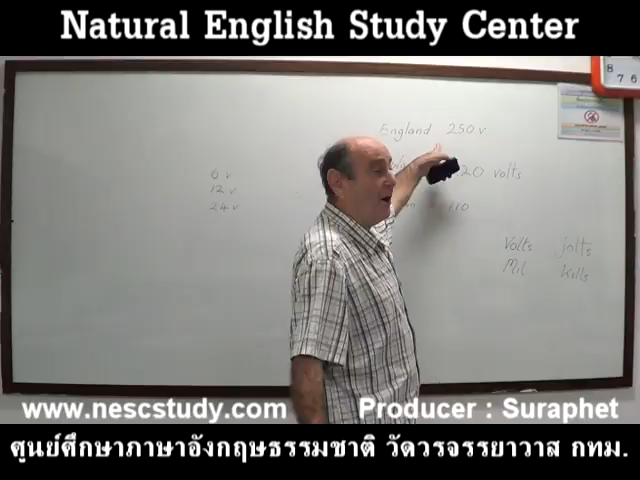 Natural English Study Center
8
7 6
England 250 v
20 volts
110
6 v
12 v
24 v
Volts jolts
Mil Kills
www.nescstudy.com Producer : Suraphet
ศูนย์ศึกษาภาษาอังกฤษธรรมชาติ วัดวรจรรยาวาส กทม.